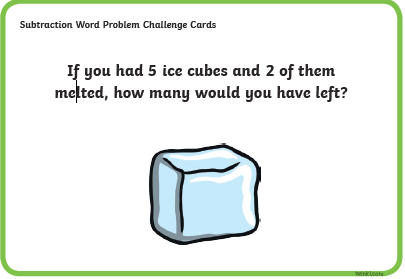 Subtraction Word Problem Challenge Cards
If you had 5 ice cubes and 2 of them
melted, how many would you have left?